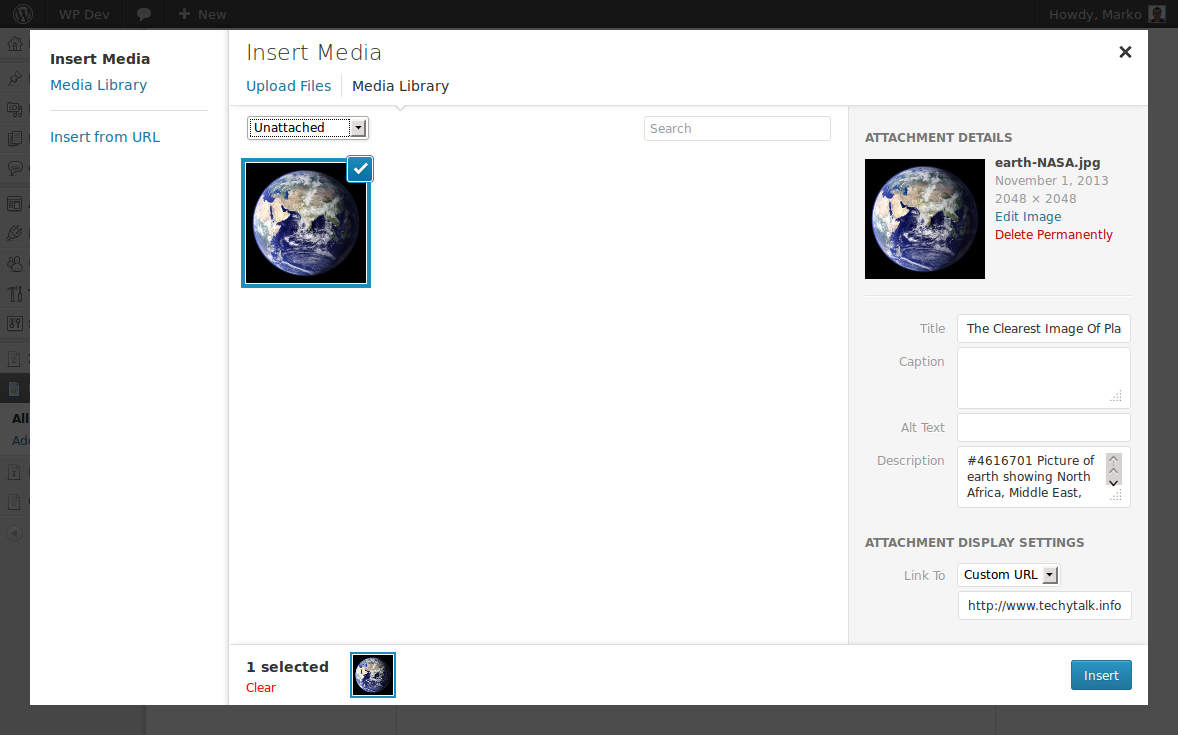 WP Dev
New
Howdy, Marko
Insert Media
Media Library
Insert from URL
Insert Media
Upload Files
Media Library
Unattached
Search
ATTACHMENT DETAILS
earth-NASA.jpg
November 1, 2013
2048 × 2048
Edit Image
Delete Permanently
Title
The Clearest Image Of Pla
Caption
Alt Text
Description
#4616701 Picture of
earth showing North
Africa, Middle East,
ATTACHMENT DISPLAY SETTINGS
Link To
Custom URL
http://www.techytalk.info
All
1 selected
Clear
Insert